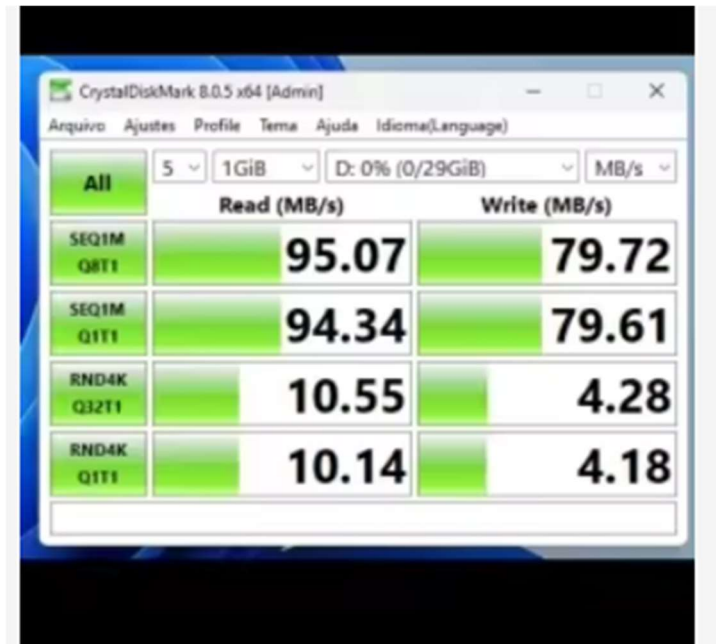 CrystalDiskMark 8.0.5 x64 [Admin]
Arquivo Ajustes Profile Tema Ajuda Idioma(Language)
All 5 1GiB D: 0% (0/29GiB) MB/s
Read (MB/s) Write (MB/s)
SEQ1M Q8T1 95.07 79.72
SEQ1M Q1T1 94.34 79.61
RND4K Q32T1 10.55 4.28
RND4K Q1T1 10.14 4.18